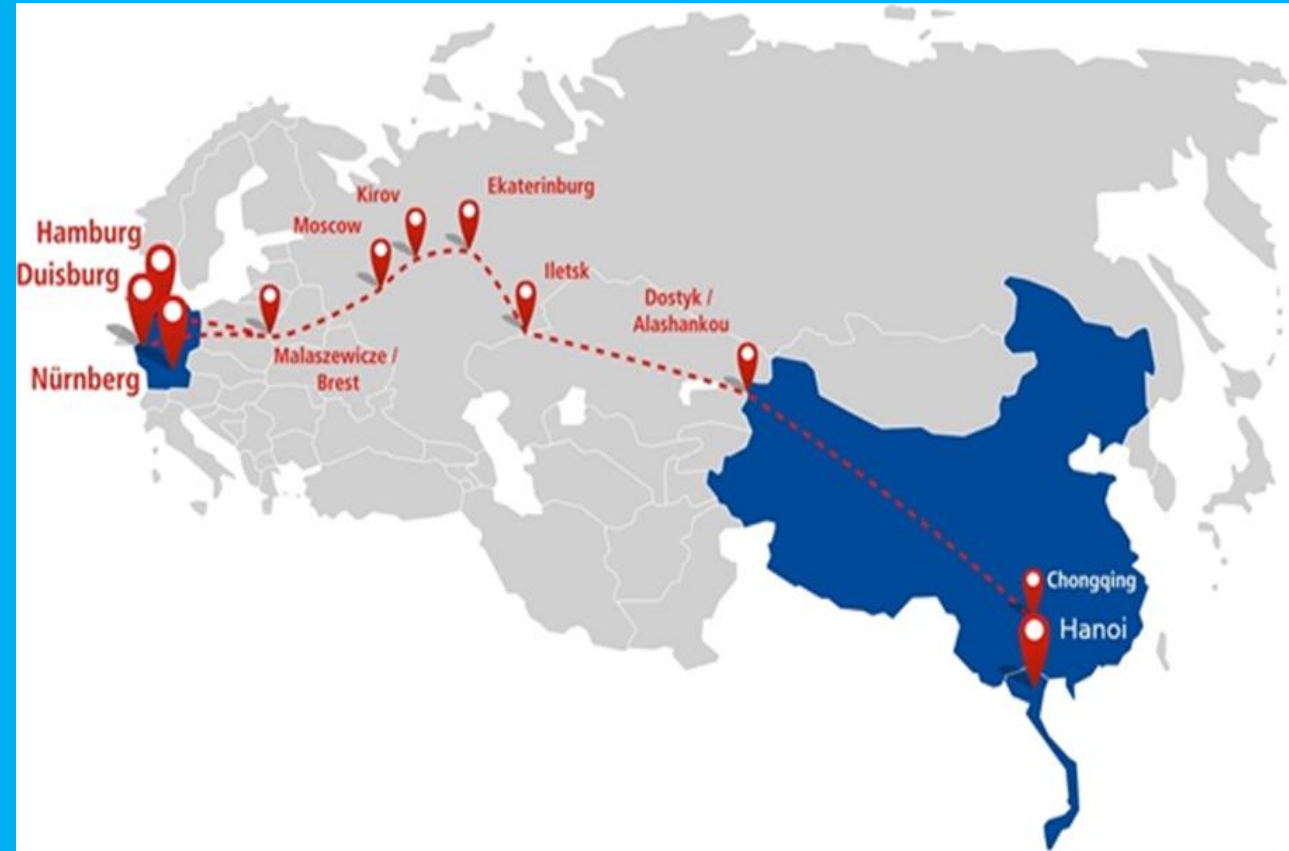 Kirov
Ekaterinburg
Moscow
Hamburg
Duisburg
Iletsk
Dostyk /
Alashankou
Malaszewicze /
Brest
Nürnberg
Chongqing
Hanoi